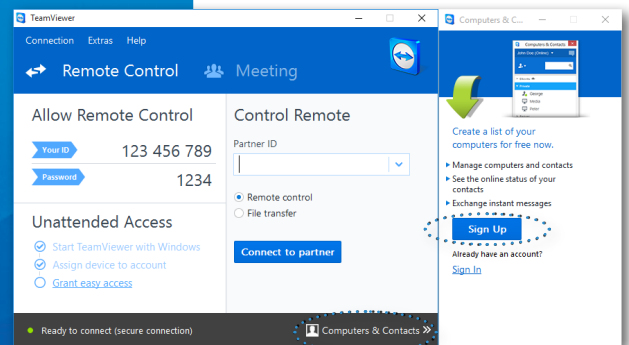 TeamViewer
Connection Extras Help
Remote Control
Meeting
Allow Remote Control
Your ID
123 456 789
Password
1234
Unattended Access
Start TeamViewer with Windows
Assign device to account
Grant easy access
Control Remote
Partner ID
Remote control
File transfer
Connect to partner
Ready to connect (secure connection)
Computers & Contacts
Computers & C...
Computers & Contacts
John Doe (Online)
George
Create a list of your
computers for free now.
Manage computers and contacts
See the online status of your
contacts
Exchange instant messages
Sign Up
Already have an account?
Sign In